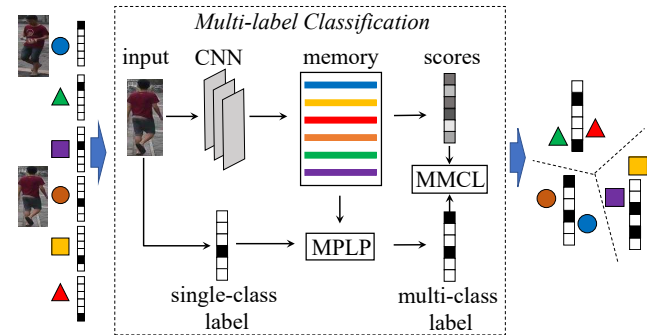 Multi-label Classification
input
CNN
memory
scores
MMCL
MPLP
single-class
label
multi-class
label